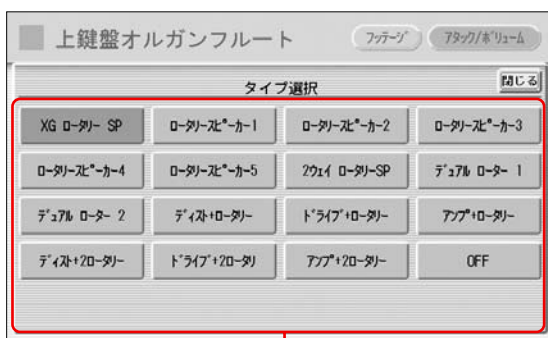 上鍵盤オルガンフルート ﾌｯﾃｰｼﾞ ｱﾀｯｸ/ﾎﾞﾘｭｰﾑ
タイプ選択 閉じる
XG ﾛｰﾀﾘｰ SP ﾛｰﾀﾘｰｽﾋﾟｰｶｰ1 ﾛｰﾀﾘｰｽﾋﾟｰｶｰ2 ﾛｰﾀﾘｰｽﾋﾟｰｶｰ3
ﾛｰﾀﾘｰｽﾋﾟｰｶｰ4 ﾛｰﾀﾘｰｽﾋﾟｰｶｰ5 2ｳｪｲ ﾛｰﾀﾘｰSP ﾃﾞｭｱﾙ ﾛｰﾀｰ 1
ﾃﾞｭｱﾙ ﾛｰﾀｰ 2 ﾃﾞｨｽﾄ+ﾛｰﾀﾘｰ ﾄﾞﾗｲﾌﾞ+ﾛｰﾀﾘｰ ｱﾝﾌﾟ+ﾛｰﾀﾘｰ
ﾃﾞｨｽﾄ+2ﾛｰﾀﾘｰ ﾄﾞﾗｲﾌﾞ+2ﾛｰﾀﾘ ｱﾝﾌﾟ+2ﾛｰﾀﾘｰ OFF